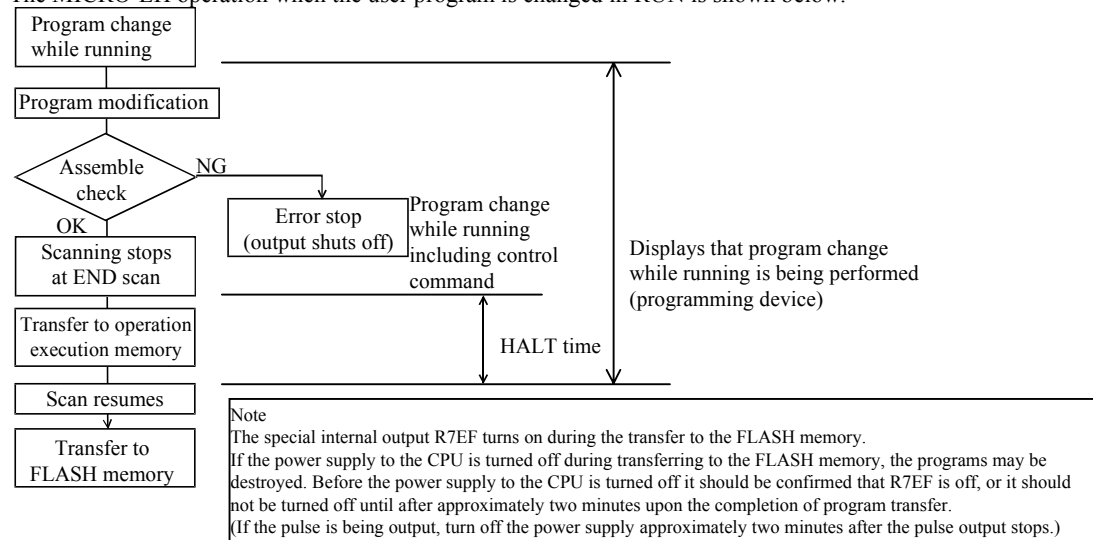 The MICRO-EH operation when the user program is changed in RUN is shown below.
Program change
while running
Program modification
Assemble
check
NG
OK
Error stop
(output shuts off)
Program change
while running
including control
command
Scanning stops
at END scan
Displays that program change
while running is being performed
(programming device)
Transfer to operation
execution memory
HALT time
Scan resumes
Transfer to
FLASH memory
Note
The special internal output R7EF turns on during the transfer to the FLASH memory.
If the power supply to the CPU is turned off during transferring to the FLASH memory, the programs may be
destroyed. Before the power supply to the CPU is turned off it should be confirmed that R7EF is off, or it should
not be turned off until after approximately two minutes upon the completion of program transfer.
(If the pulse is being output, turn off the power supply approximately two minutes after the pulse output stops.)